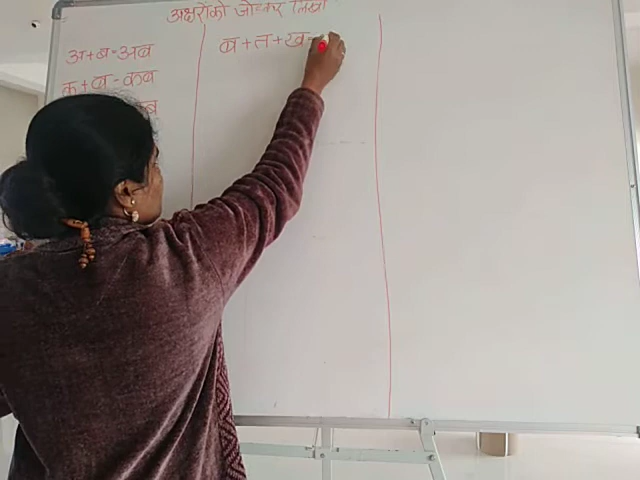 अक्षरोंको जोड़कर लिखो
अ+ब=अब
क+ब=कब
ब
ब+त+ख=